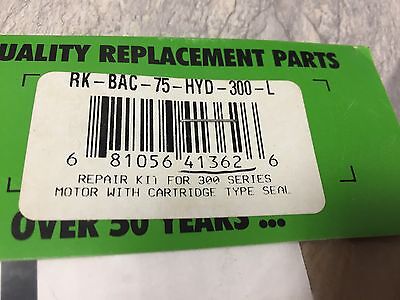 UALITY REPLACEMENT PARTS
RK-BAC-75-HYD-300-L
6 81056 41362 6
REPAIR KIT FOR 300 SERIES
MOTOR WITH CARTRIDGE TYPE SEAL
OVER 50 YEARS ...